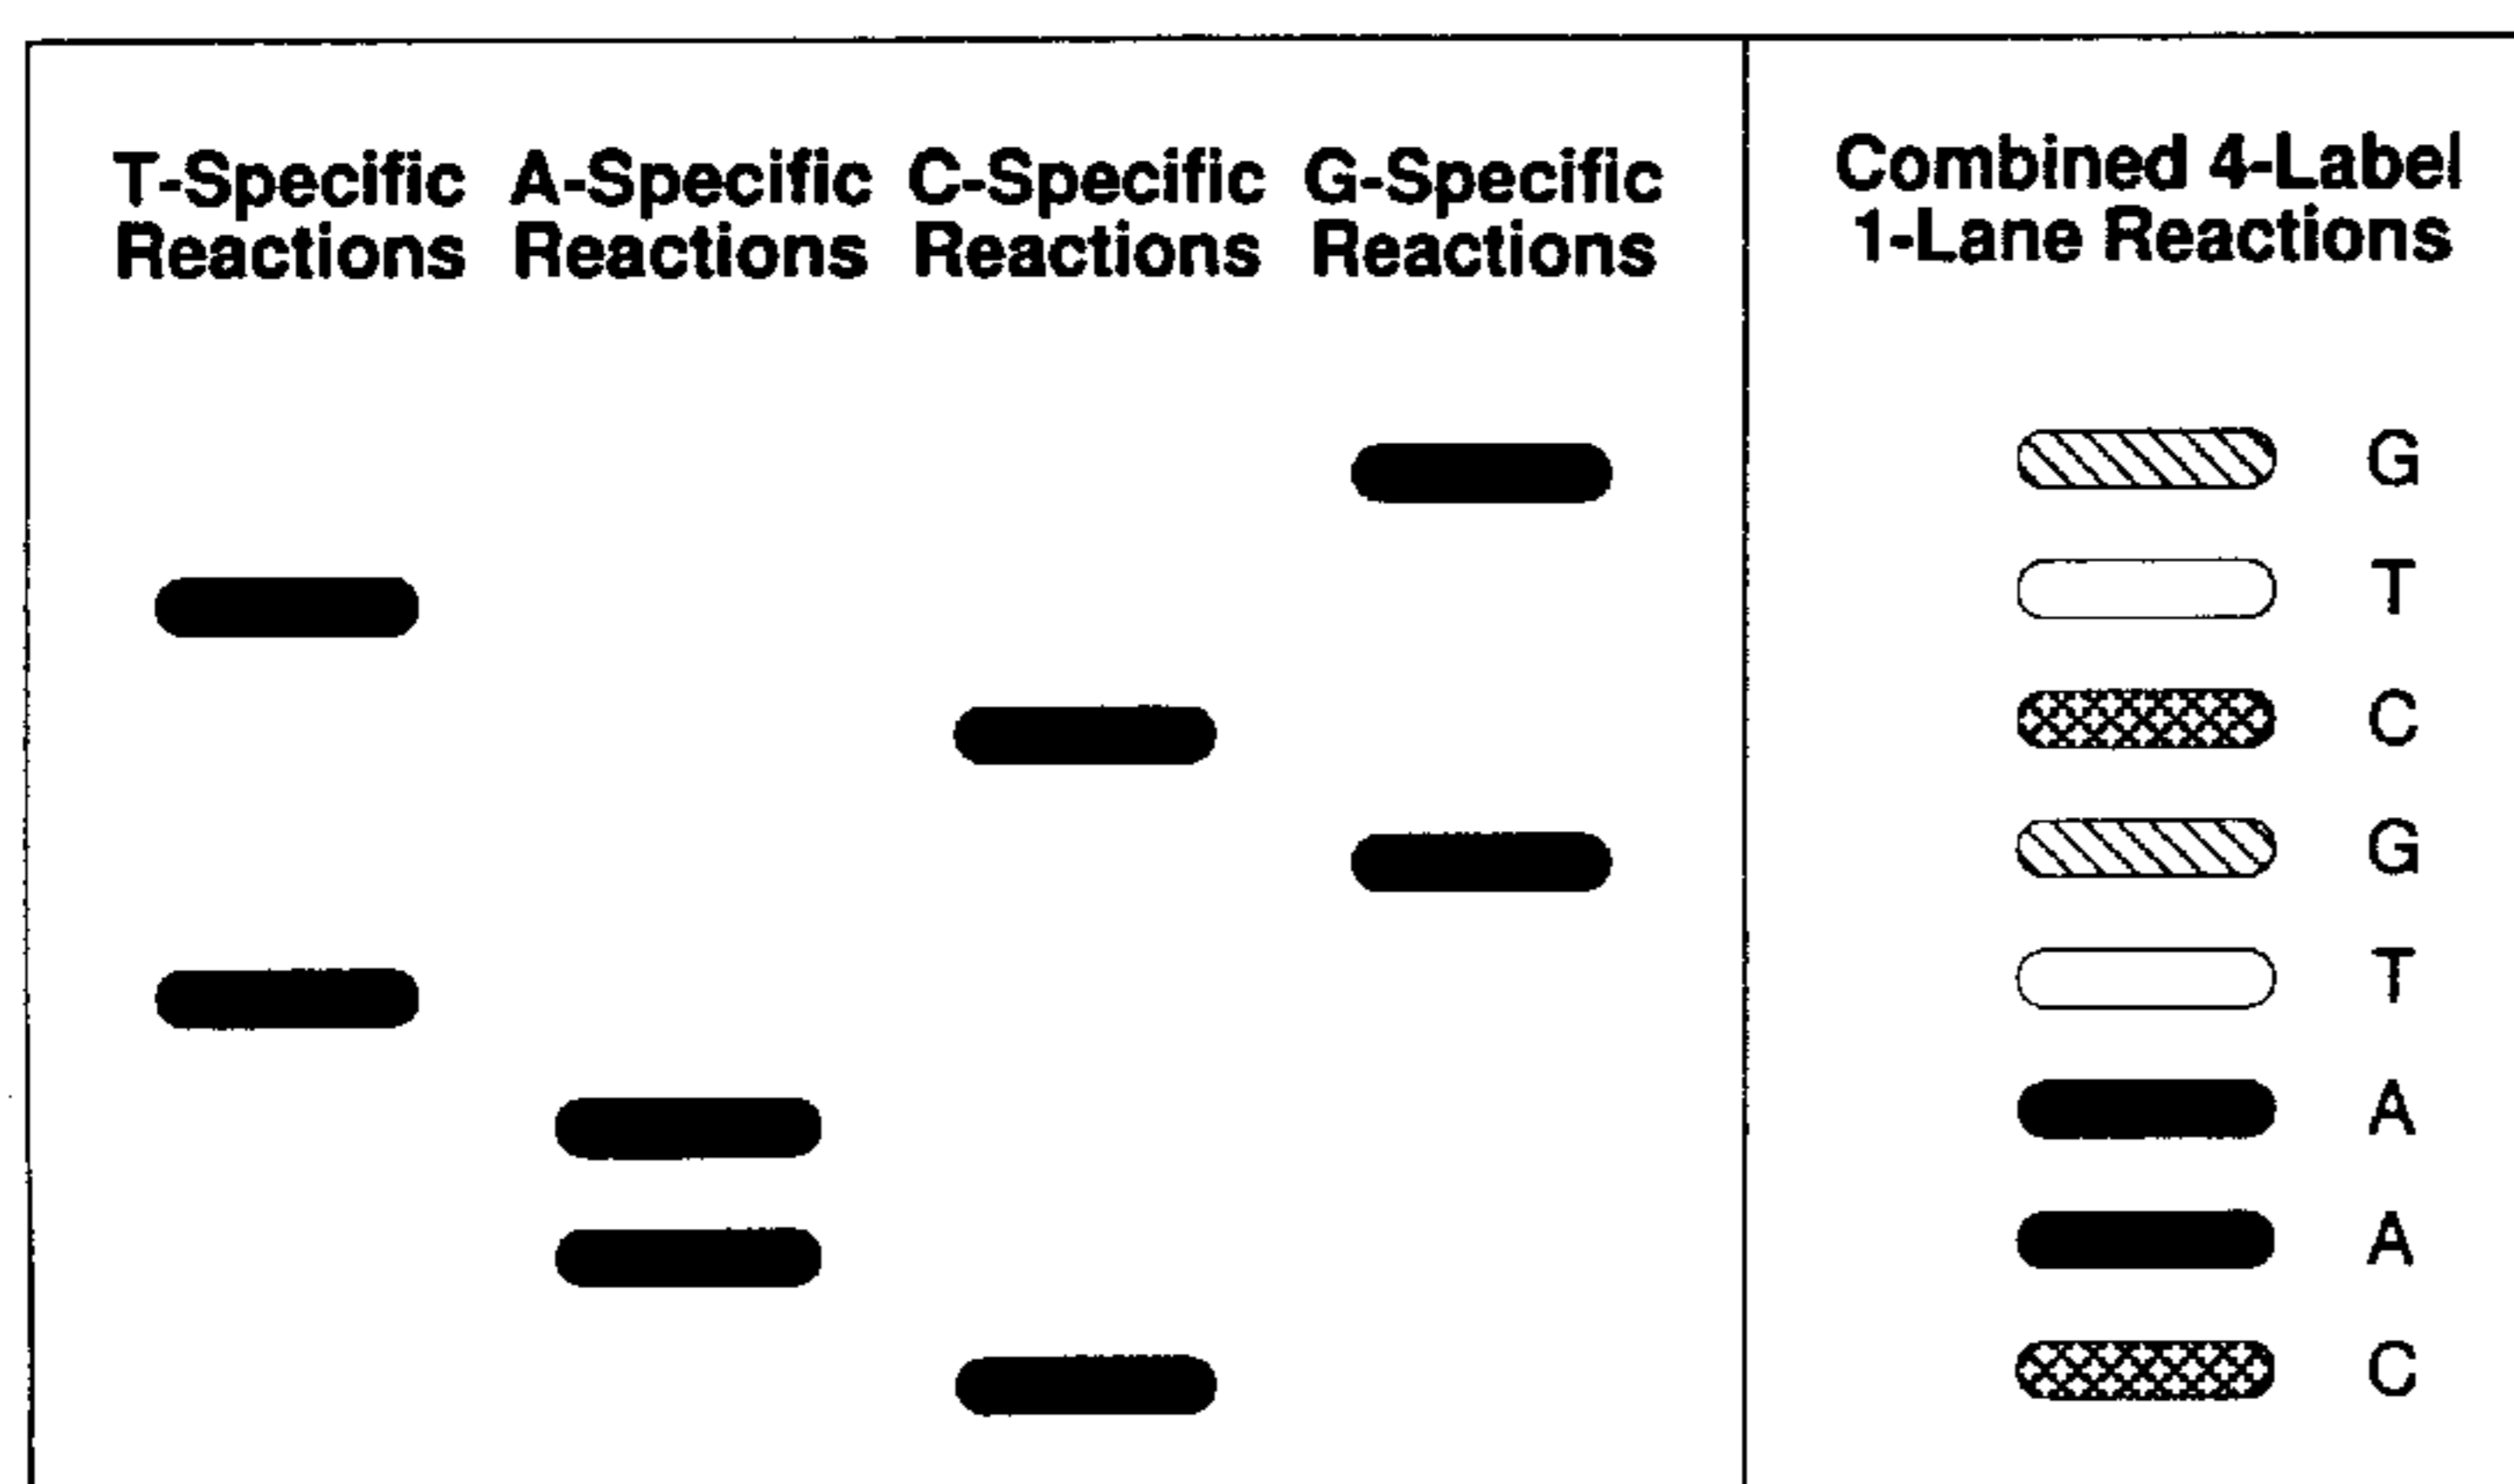 T-Specific Reactions
A-Specific Reactions
C-Specific Reactions
G-Specific Reactions
Combined 4-Label
1-Lane Reactions
G
T
C
G
T
A
A
C